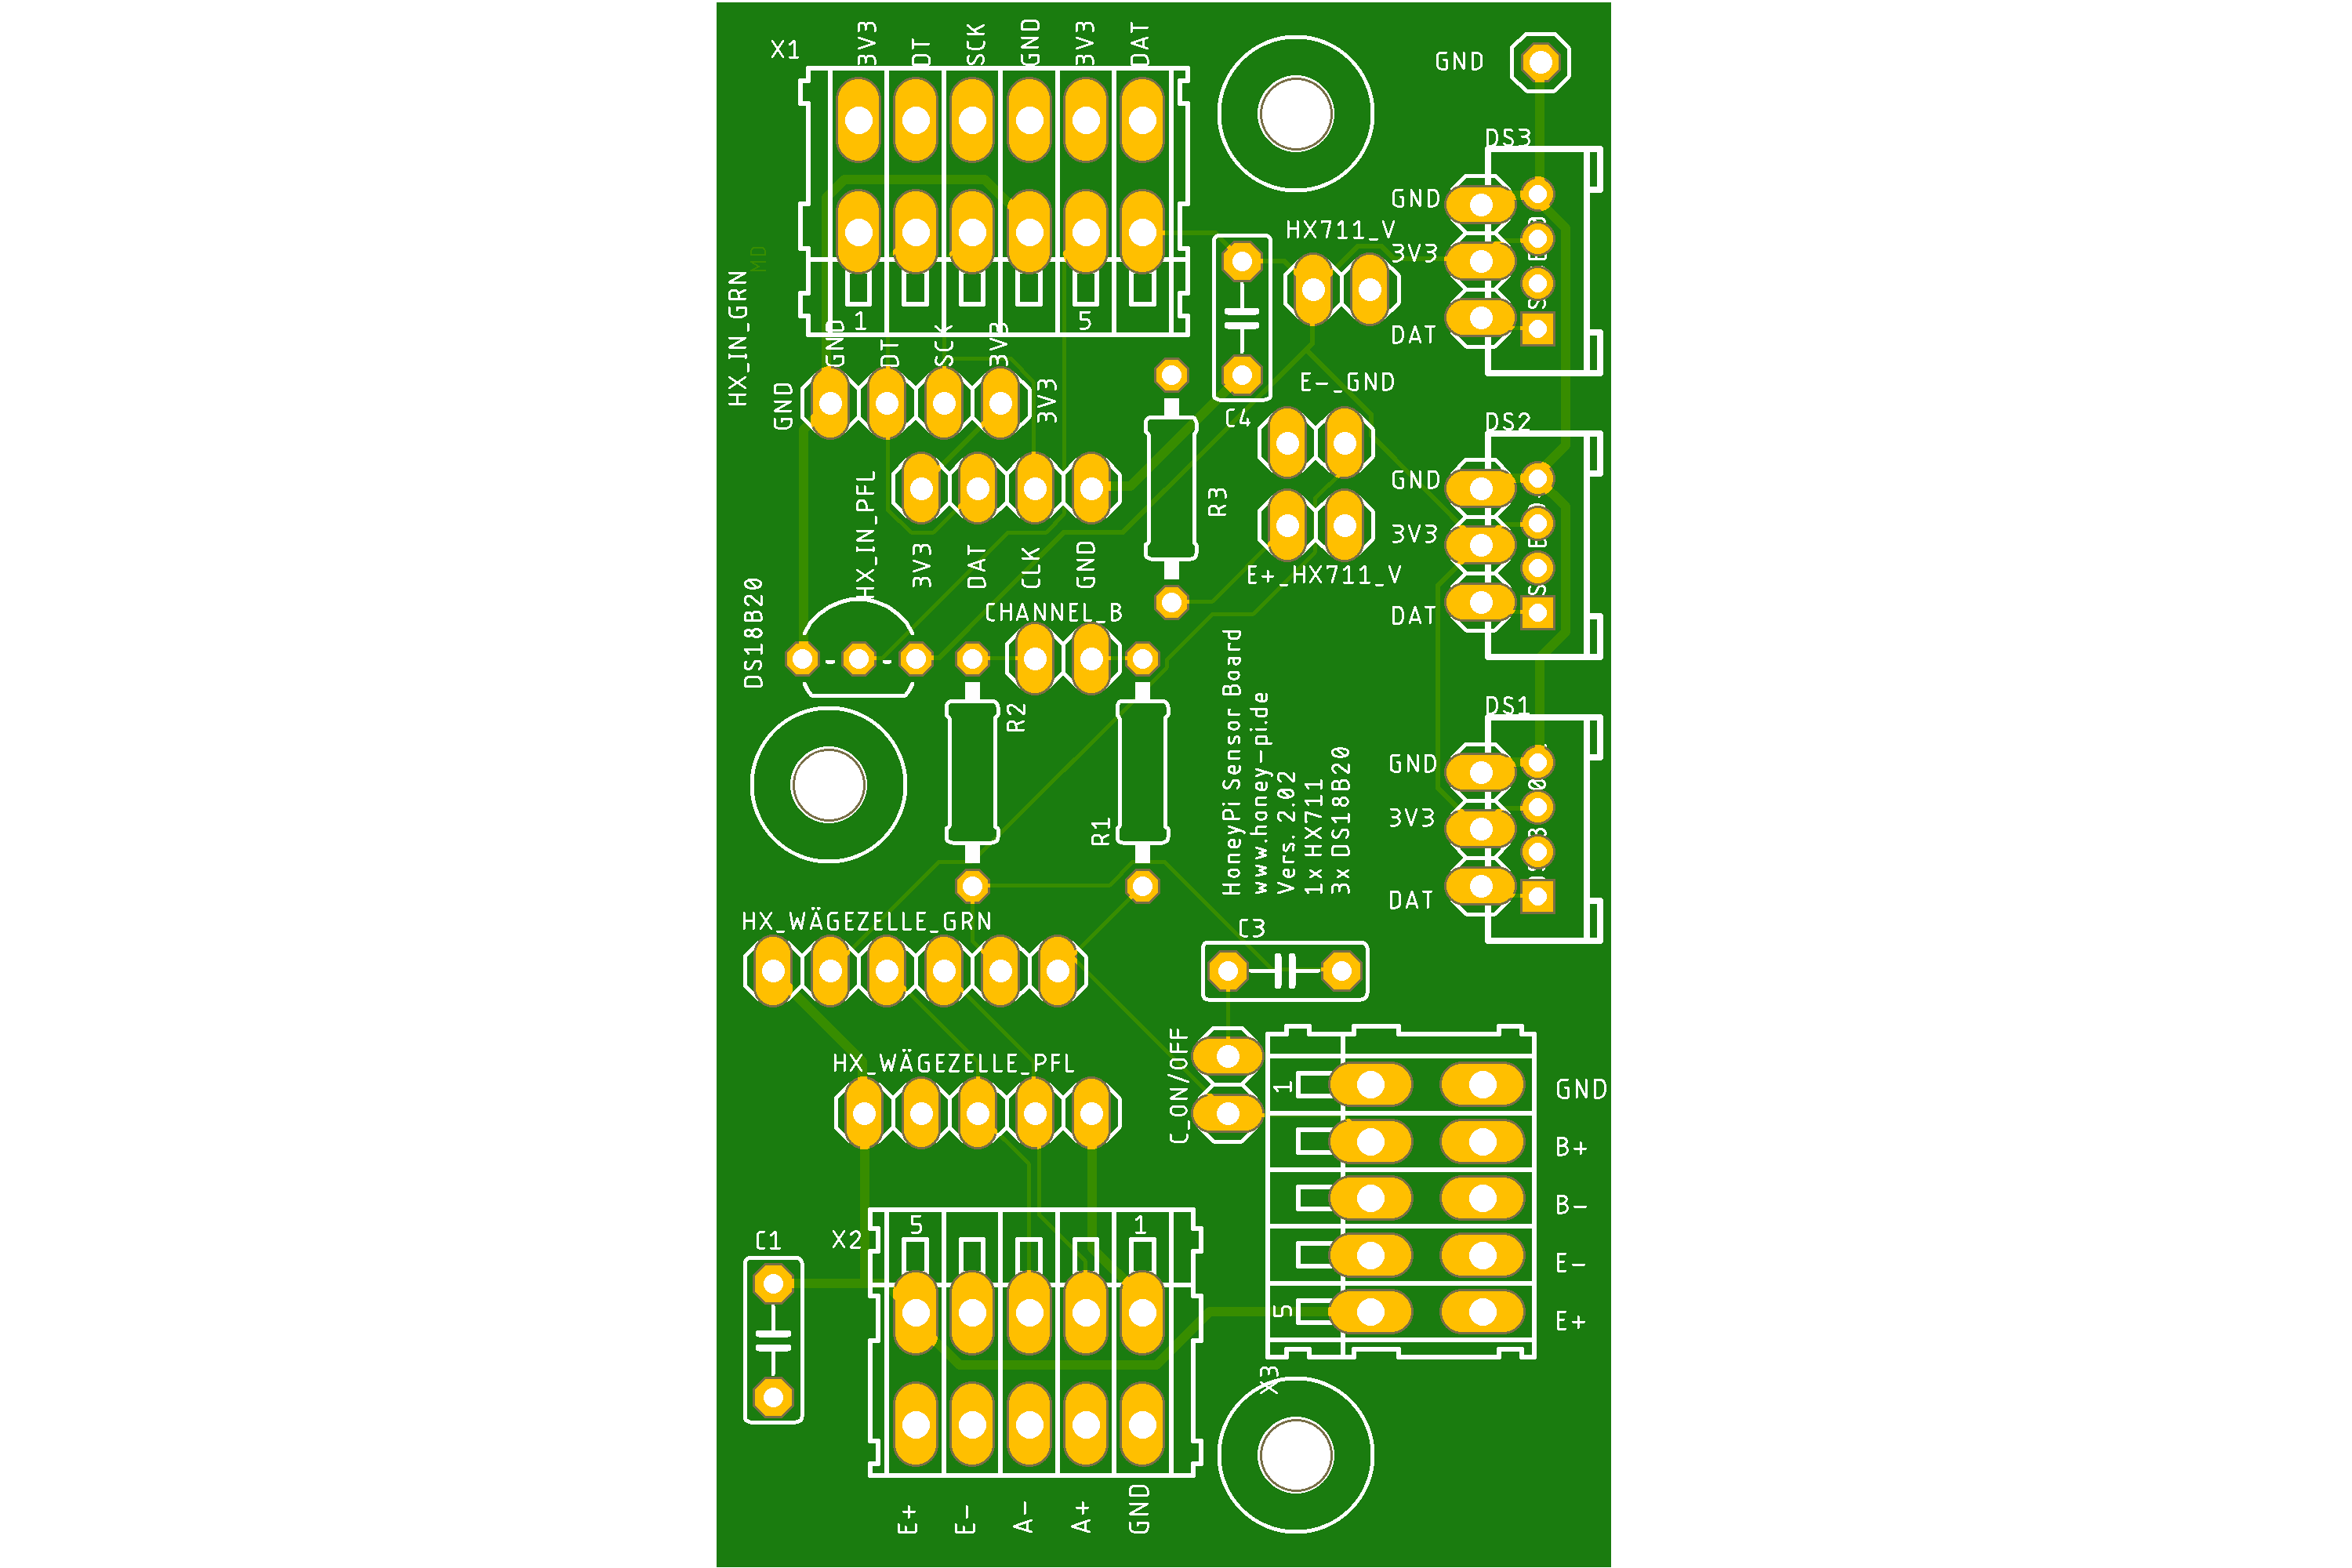 X1
3V3
DT
SCK
GND
3V3
DAT
GND
DS3
GND
HX711_V
3V3
DAT
MD
HX_IN_GRN
1
5
GND
DT
SCK
3V3
GND
3V3
E-_GND
C4
DS2
GND
3V3
DAT
R3
HX_IN_PFL
3V3
DAT
CLK
GND
E+_HX711_V
DS18B20
CHANNEL_B
R2
R1
HoneyPi Sensor Board
www.honey-pi.de
Vers. 2.02
1x HX711
3x DS18B20
DS1
GND
3V3
DAT
HX_WÄGEZELLE_GRN
C3
HX_WÄGEZELLE_PFL
C_ON/OFF
1
GND
B+
B-
E-
5
E+
X3
C1
X2
5
1
E+
E-
A-
A+
GND